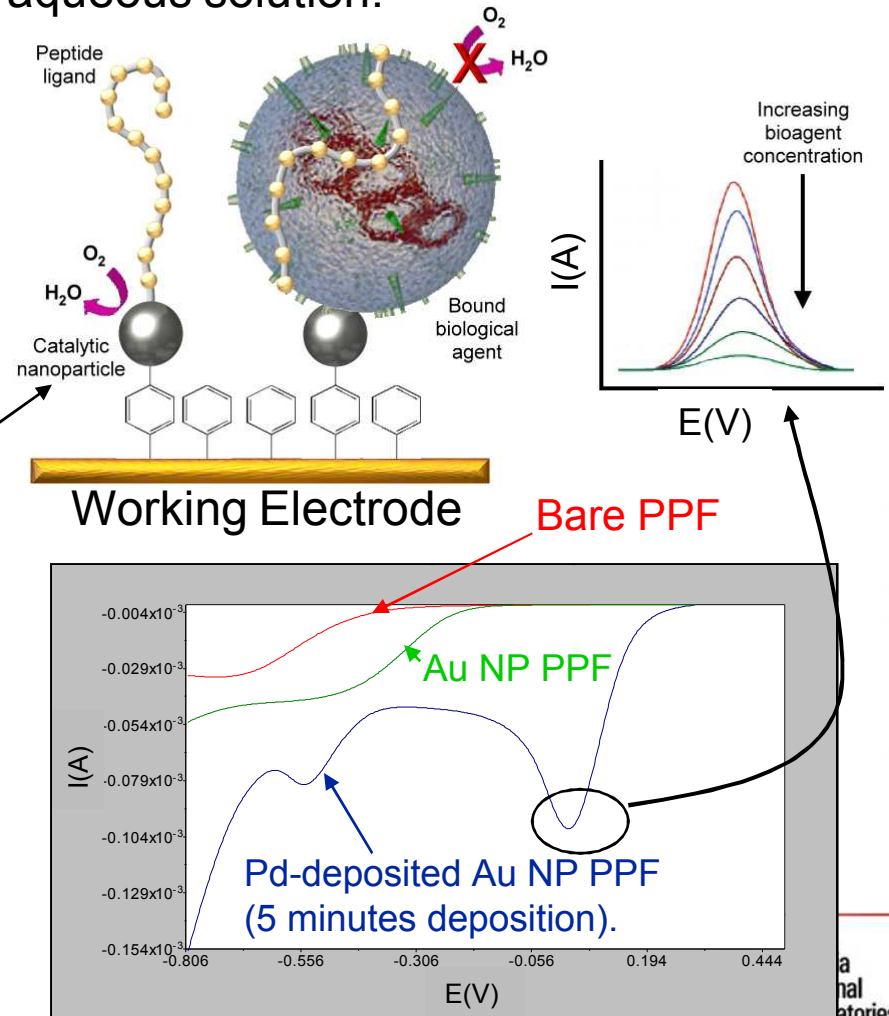 aqueous solution.
Peptide
ligand
O2
H2O
Increasing
bioagent
concentration
O2
H2O
I(A)
Catalytic
nanoparticle
Bound
biological
agent
E(V)
Working Electrode
Bare PPF
-0.004x10-3
-0.029x10-3
-0.054x10-3
-0.079x10-3
-0.104x10-3
-0.129x10-3
-0.154x10-3
I(A)
Au NP PPF
Pd-deposited Au NP PPF
(5 minutes deposition).
-0.806 -0.556 -0.306 -0.056 0.194 0.444
E(V)